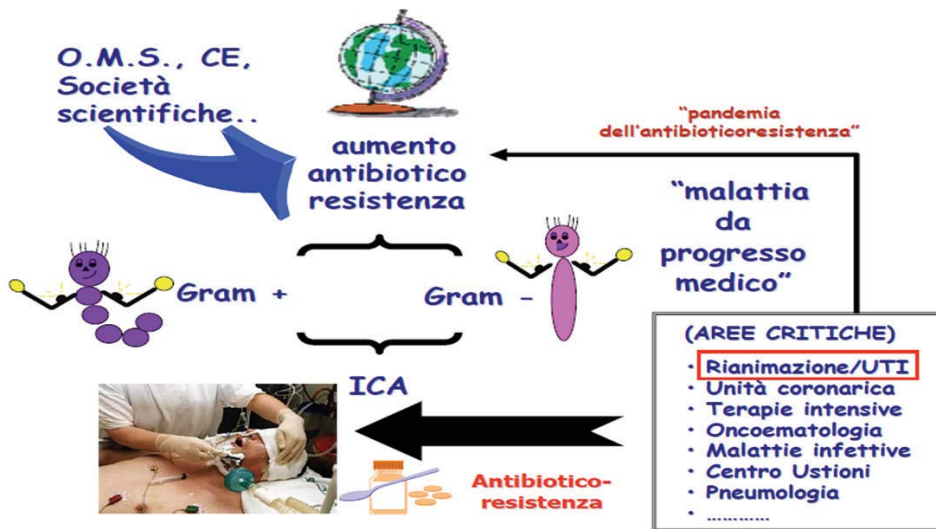 O.M.S., CE,
Società
scientifiche..
aumento
antibiotico
resistenza
"pandemia
dell'antibioticoresistenza"
"malattia
da
progresso
medico"
Gram +
Gram -
(AREE CRITICHE)
· Rianimazione/UTI
· Unità coronarica
· Terapie intensive
· Oncoematologia
· Malattie infettive
· Centro Ustioni
· Pneumologia
· …………
ICA
Antibiotico-
resistenza